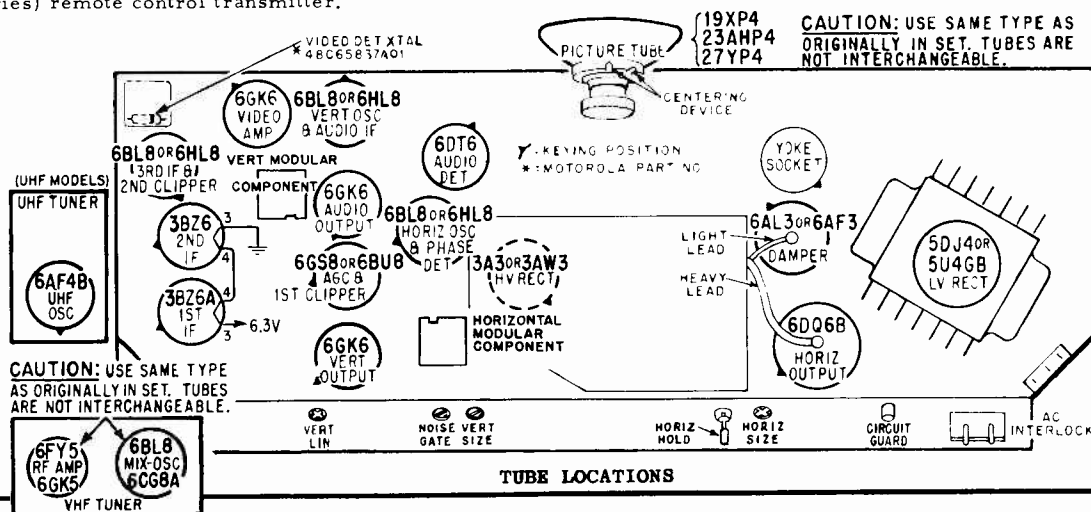 ries) remote control transmitter.
VIDEO DET XTAL
* 48C65837A01
PICTURE TUBE
19XP4
23AHP4
27YP4
CAUTION: USE SAME TYPE AS
ORIGINALLY IN SET. TUBES ARE
NOT INTERCHANGEABLE.
CENTERING
DEVICE
6GK6
VIDEO
AMP
6BL8 OR 6HL8
VERT OSC
& AUDIO IF
6DT6
AUDIO
DET
- KEYING POSITION
* : MOTOROLA PART NO
YOKE
SOCKET
6BL8 OR 6HL8
3RD IF &
2ND CLIPPER
VERT MODULAR
COMPONENT
6GK6
AUDIO
OUTPUT
6BL8 OR 6HL8
HORIZ OSC
& PHASE
DET
(UHF MODELS)
UHF TUNER
6AF4B
UHF
OSC
3BZ6
2ND
IF
3
4
3BZ6A
1ST
IF
4
3
6.3V
6GS8 OR 6BU8
AGC &
1ST CLIPPER
3A3 OR 3AW3
HV RECT
LIGHT
LEAD
HEAVY
LEAD
6AL3 OR 6AF3
DAMPER
5DJ4 OR
5U4GB
LV RECT
6GK6
VERT
OUTPUT
HORIZONTAL
MODULAR
COMPONENT
6DQ6B
HORIZ
OUTPUT
CAUTION: USE SAME TYPE
AS ORIGINALLY IN SET. TUBES
ARE NOT INTERCHANGEABLE.
VERT
LIN
NOISE
GATE
VERT
SIZE
HORIZ
HOLD
HORIZ
SIZE
CIRCUIT
GUARD
AC
INTERLOCK
6FY5
RF AMP
6GK5
6BL8
MIX-OSC
6CG8A
VHF TUNER
TUBE LOCATIONS